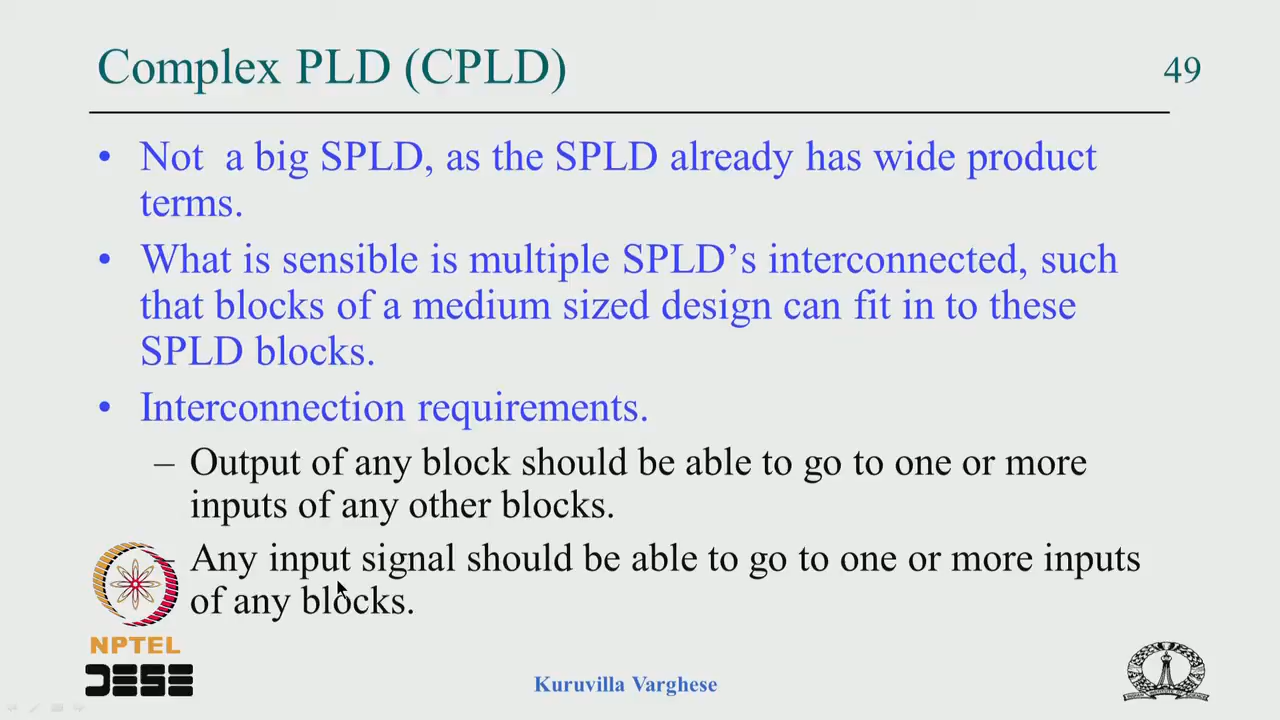 Complex PLD (CPLD)
49
• Not a big SPLD, as the SPLD already has wide product
terms.
• What is sensible is multiple SPLD’s interconnected, such
that blocks of a medium sized design can fit in to these
SPLD blocks.
• Interconnection requirements.
– Output of any block should be able to go to one or more
inputs of any other blocks.
– Any input signal should be able to go to one or more inputs
of any blocks.
NPTEL
DESE
Kuruvilla Varghese